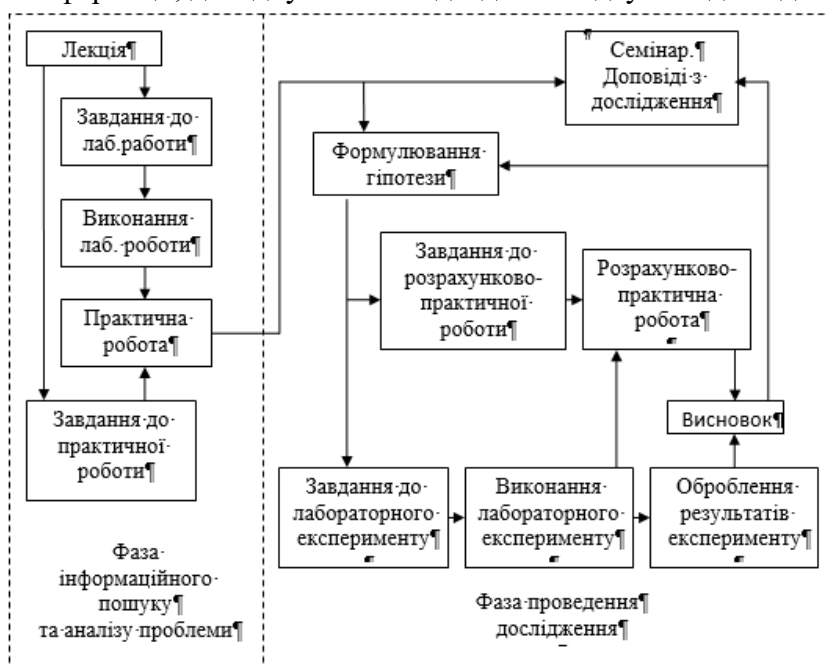 Лекція¶
Завдання·до·
лаб.работи¶
Виконання·
лаб.·роботи¶
Практична·
робота¶
Завдання·до·
практичної·
роботи¶
Фаза·
інформаційного·
пошуку¶
та·аналізу·проблеми¶
¶
Семінар.¶
Доповіді·з·
дослідження¶
Формулювання·
гіпотези¶
Завдання·до·
розрахунково-
практичної·
роботи¶
Розрахунково-
практична·
робота¶
¶
Висновок¶
Завдання·до·
лабораторного·
експерименту¶
¶
Виконання·
лабораторного·
експерименту¶
¶
Оброблення·
результатів·
експерименту¶
¶
Фаза·проведення¶
дослідження¶